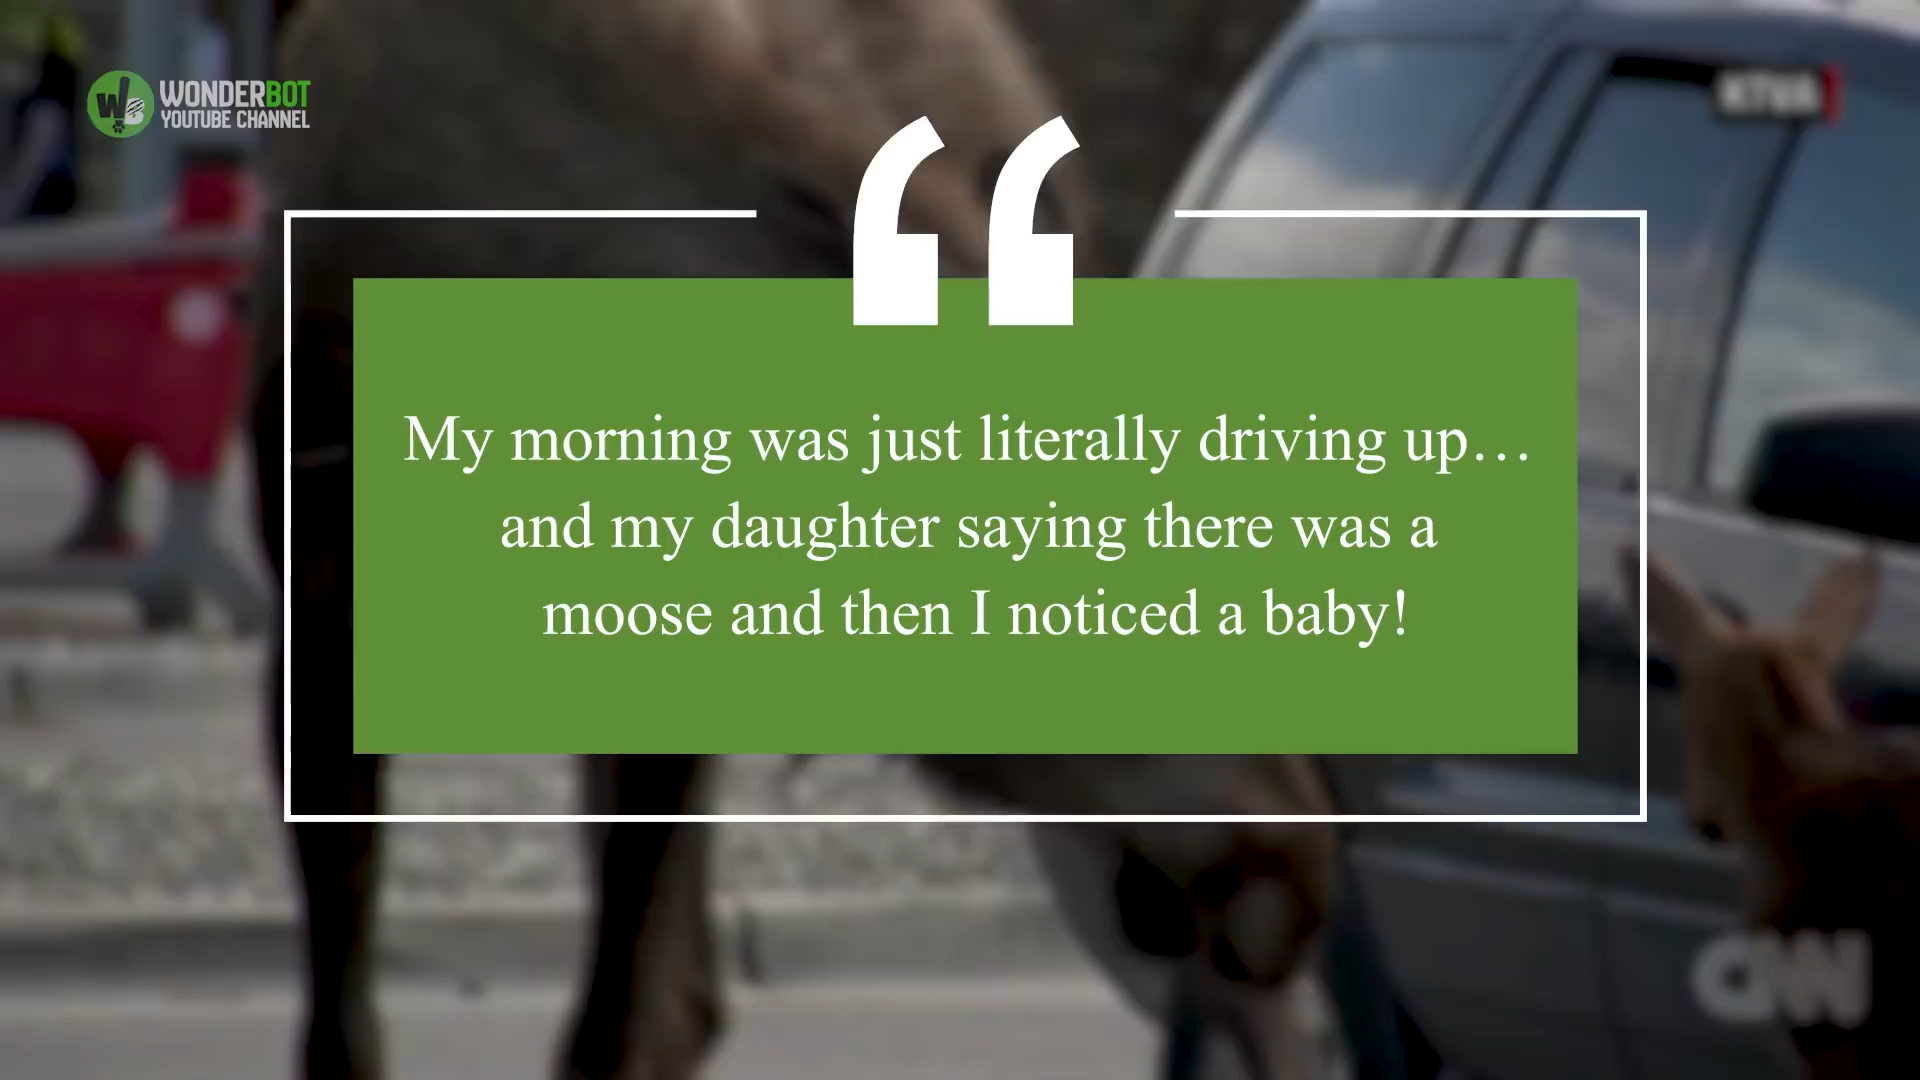 WONDERBOT
YOUTUBE CHANNEL
KTVA
“
My morning was just literally driving up…
and my daughter saying there was a
moose and then I noticed a baby!
CNN